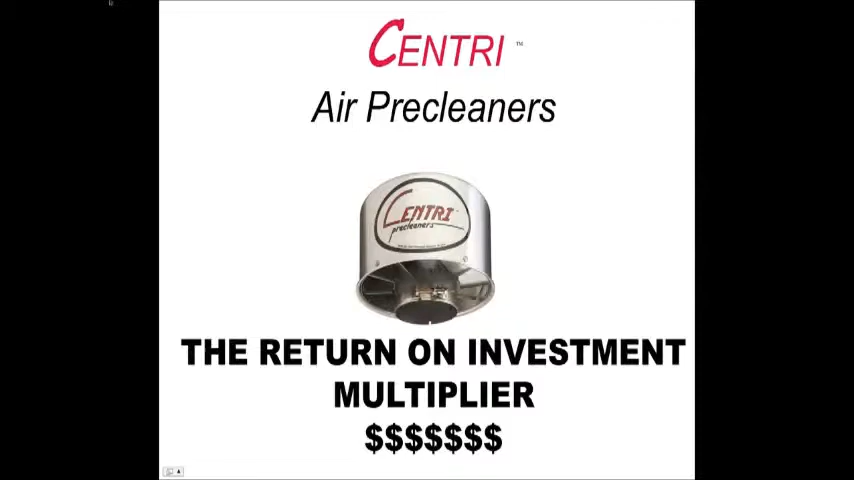 CENTRI ™
Air Precleaners
CENTRI
precleaners
THE RETURN ON INVESTMENT
MULTIPLIER
$$$$$$$